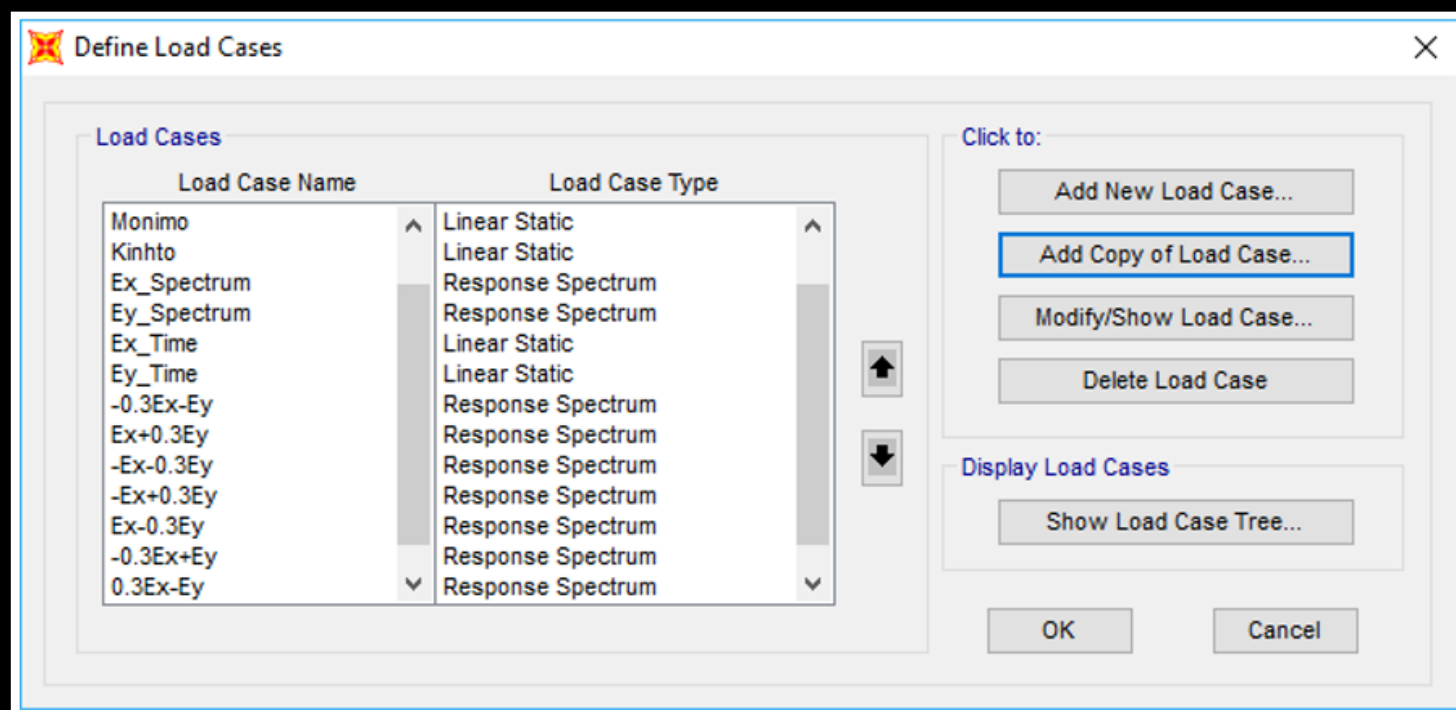 Define Load Cases
Load Cases
Click to:
Load Case Name Load Case Type
Add New Load Case...
Monimo Linear Static
Kinhto Linear Static
Add Copy of Load Case...
Ex_Spectrum Response Spectrum
Ey_Spectrum Response Spectrum
Modify/Show Load Case...
Ex_Time Linear Static
Ey_Time Linear Static
Delete Load Case
-0.3Ex-Ey Response Spectrum
Ex+0.3Ey Response Spectrum
-Ex-0.3Ey Response Spectrum
Display Load Cases
-Ex+0.3Ey Response Spectrum
Ex-0.3Ey Response Spectrum
Show Load Case Tree...
-0.3Ex+Ey Response Spectrum
0.3Ex-Ey Response Spectrum
OK Cancel